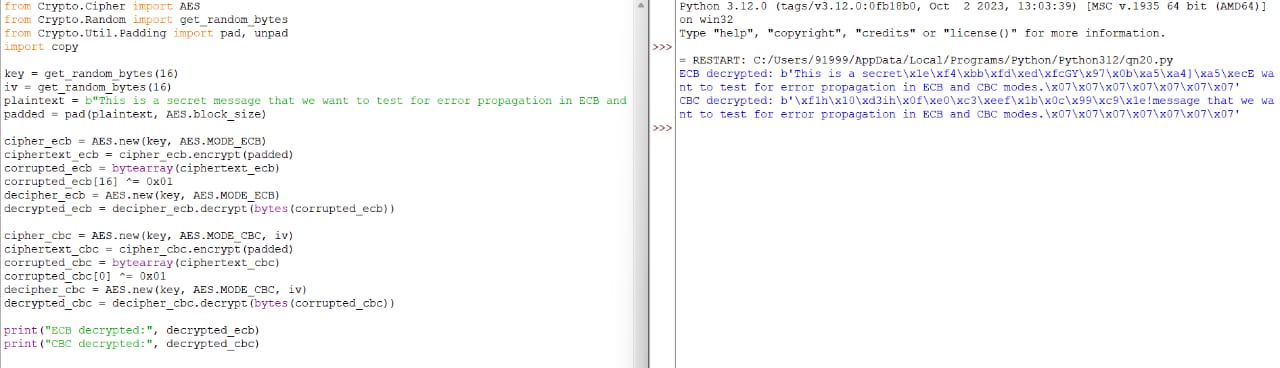 from Crypto.Cipher import AES
from Crypto.Random import get_random_bytes
from Crypto.Util.Padding import pad, unpad
import copy
key = get_random_bytes(16)
iv = get_random_bytes(16)
plaintext = b"This is a secret message that we want to test for error propagation in ECB and
padded = pad(plaintext, AES.block_size)
cipher_ecb = AES.new(key, AES.MODE_ECB)
ciphertext_ecb = cipher_ecb.encrypt(padded)
corrupted_ecb = bytearray(ciphertext_ecb)
corrupted_ecb[16] ^= 0x01
decipher_ecb = AES.new(key, AES.MODE_ECB)
decrypted_ecb = decipher_ecb.decrypt(bytes(corrupted_ecb))
cipher_cbc = AES.new(key, AES.MODE_CBC, iv)
ciphertext_cbc = cipher_cbc.encrypt(padded)
corrupted_cbc = bytearray(ciphertext_cbc)
corrupted_cbc[0] ^= 0x01
decipher_cbc = AES.new(key, AES.MODE_CBC, iv)
decrypted_cbc = decipher_cbc.decrypt(bytes(corrupted_cbc))
print("ECB decrypted:", decrypted_ecb)
print("CBC decrypted:", decrypted_cbc)
Python 3.12.0 (tags/v3.12.0:0fb18b0, Oct  2 2023, 13:03:39) [MSC v.1935 64 bit (AMD64)]
on win32
Type "help", "copyright", "credits" or "license()" for more information.
>>>
= RESTART: C:/Users/91999/AppData/Local/Programs/Python/Python312/qn20.py
ECB decrypted: b'This is a secret\x1e\xf4\xbb\xfd\xed\xfcGY\x97\x0b\xa5\xa4]\xa5\xecE wa
nt to test for error propagation in ECB and CBC modes.\x07\x07\x07\x07\x07\x07\x07'
CBC decrypted: b'\xf1h\x10\xd3ih\x0f\xe0\xc3\xeef\x1b\x0c\x99\xc9\x1e!message that we wa
nt to test for error propagation in ECB and CBC modes.\x07\x07\x07\x07\x07\x07\x07'
>>>